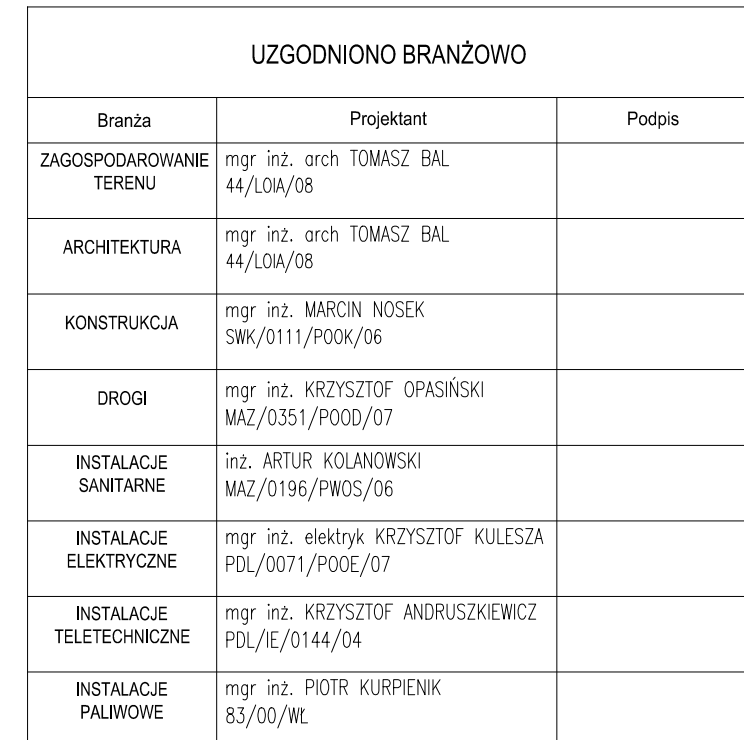 UZGODNIONO BRANŻOWO
Branża Projektant Podpis
ZAGOSPODAROWANIE
TERENU
mgr inż. arch TOMASZ BAL
44/LOIA/08
ARCHITEKTURA
mgr inż. arch TOMASZ BAL
44/LOIA/08
KONSTRUKCJA
mgr inż. MARCIN NOSEK
SWK/0111/POOK/06
DROGI
mgr inż. KRZYSZTOF OPASIŃSKI
MAZ/0351/POOD/07
INSTALACJE
SANITARNE
inż. ARTUR KOLANOWSKI
MAZ/0196/PWOS/06
INSTALACJE
ELEKTRYCZNE
mgr inż. elektryk KRZYSZTOF KULESZA
PDL/0071/POOE/07
INSTALACJE
TELETECHNICZNE
mgr inż. KRZYSZTOF ANDRUSZKIEWICZ
PDL/IE/0144/04
INSTALACJE
PALIWOWE
mgr inż. PIOTR KURPIENIK
83/00/WŁ